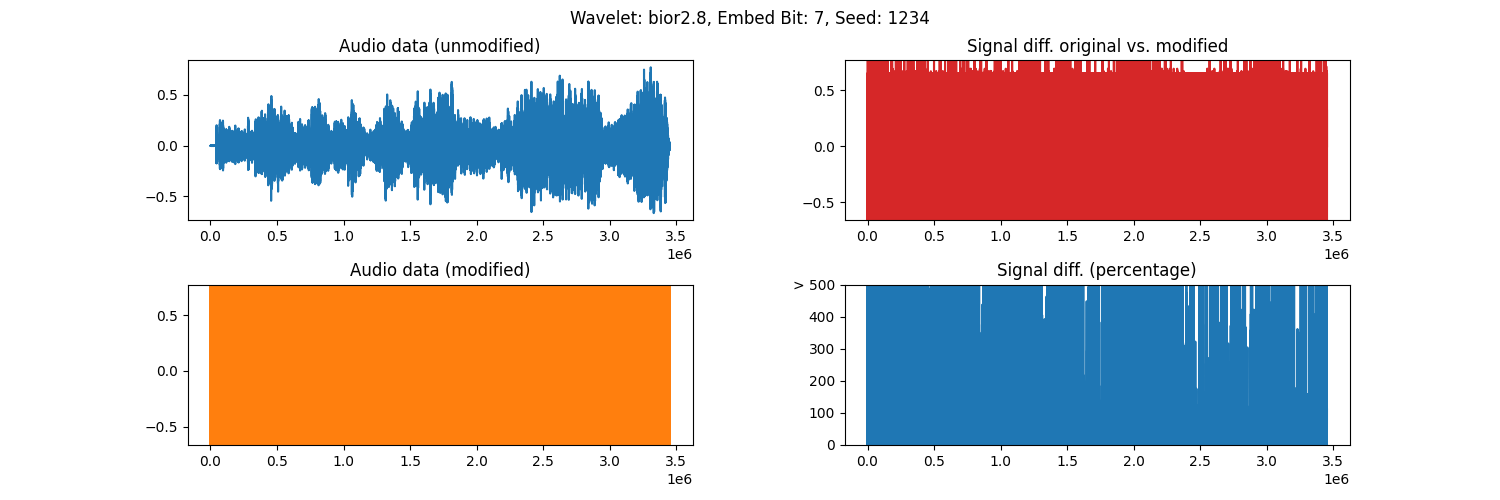 Wavelet: bior2.8, Embed Bit: 7, Seed: 1234
Audio data (unmodified)
0.5
0.0
−0.5
0.0 0.5 1.0 1.5 2.0 2.5 3.0 3.5
1e6
Signal diff. original vs. modified
0.5
0.0
−0.5
0.0 0.5 1.0 1.5 2.0 2.5 3.0 3.5
1e6
Audio data (modified)
0.5
0.0
−0.5
0.0 0.5 1.0 1.5 2.0 2.5 3.0 3.5
1e6
Signal diff. (percentage)
> 500
400
300
200
100
0
0.0 0.5 1.0 1.5 2.0 2.5 3.0 3.5
1e6